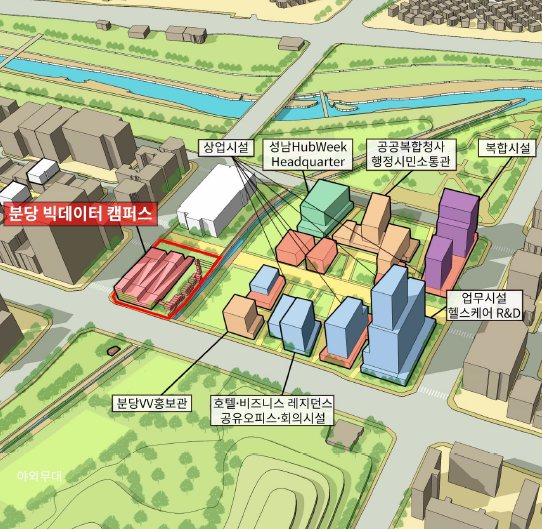 상업시설
성남HubWeek
Headquarter
공공복합청사
행정시민소통관
복합시설
분당 빅데이터 캠퍼스
업무시설
헬스케어 R&D
분당VV홍보관
호텔·비즈니스 레지던스
공유오피스·회의시설
야외무대